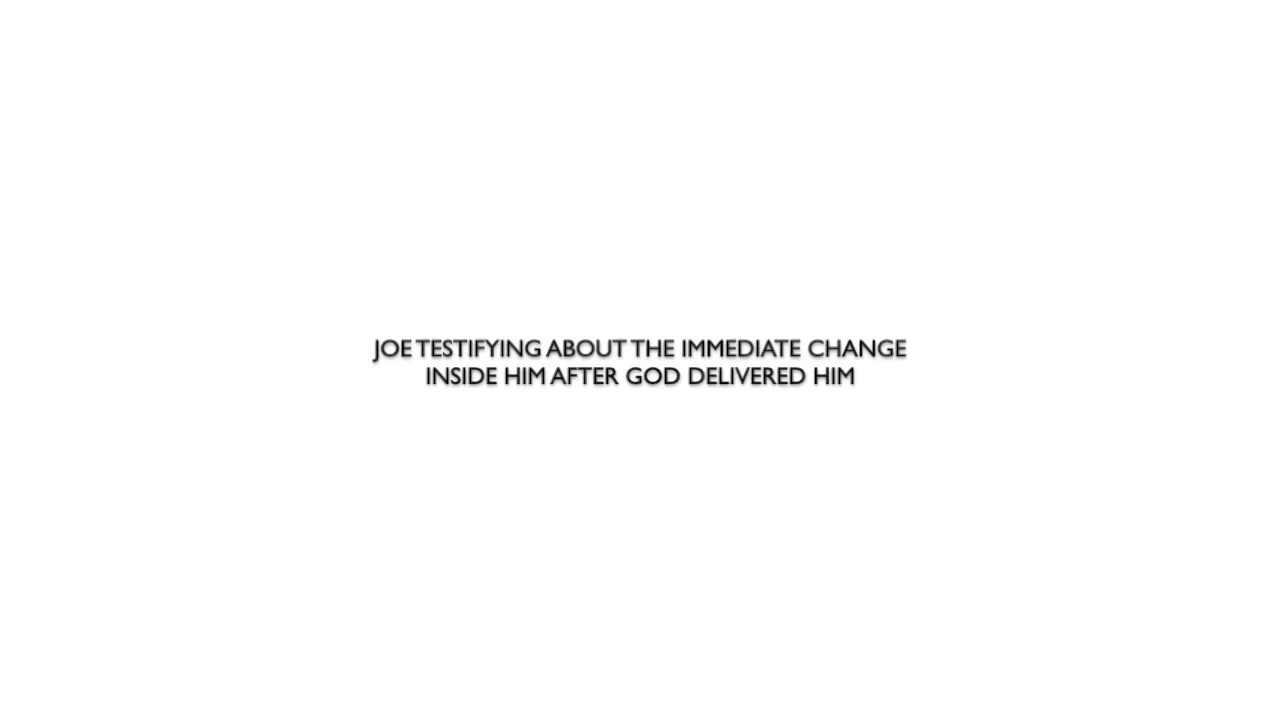 JOE TESTIFYING ABOUT THE IMMEDIATE CHANGE
INSIDE HIM AFTER GOD DELIVERED HIM